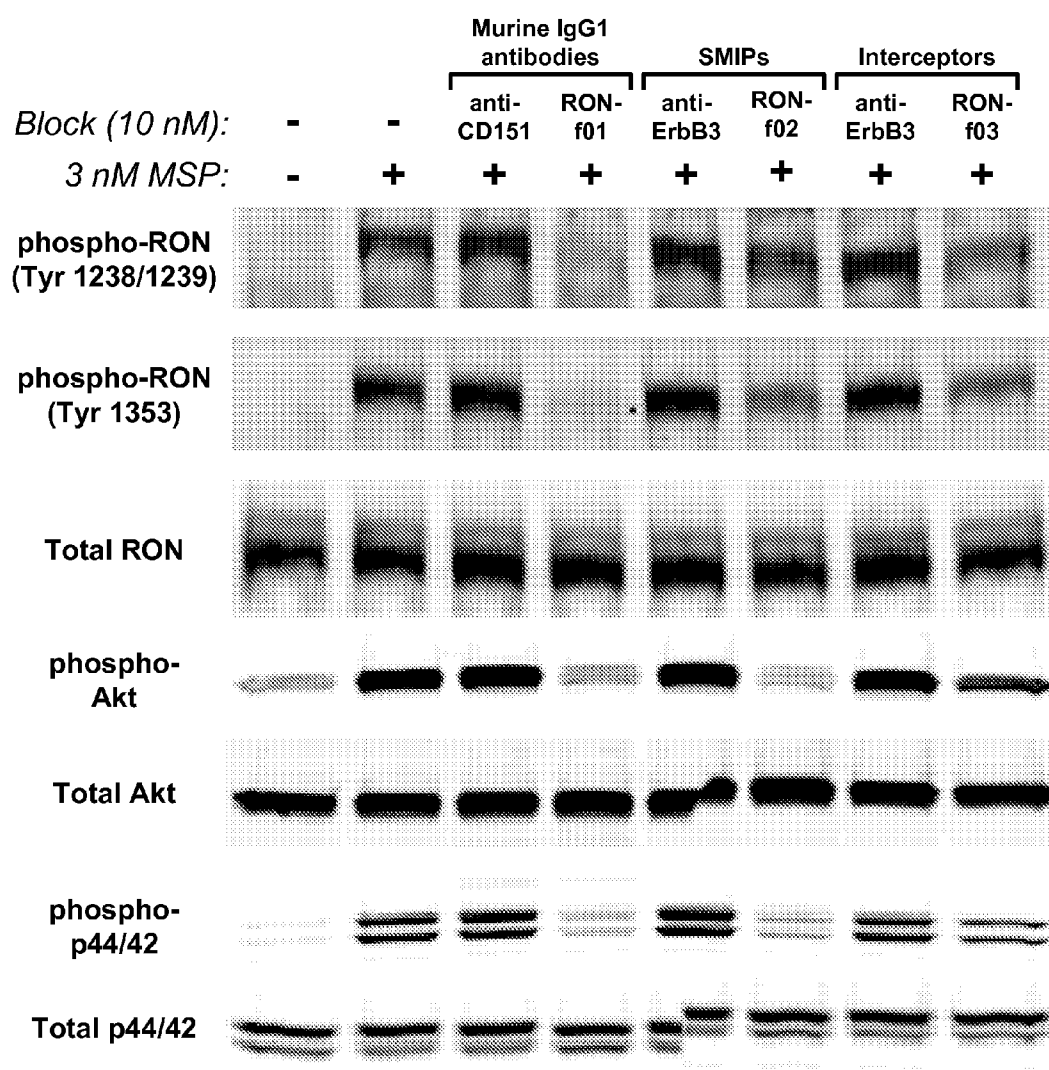 Murine IgG1
antibodies
SMIPs
Interceptors
Block (10 nM): - - anti-CD151 RON-f01 anti-ErbB3 RON-f02 anti-ErbB3 RON-f03
3 nM MSP: - + + + + + + +
phospho-RON
(Tyr 1238/1239)
phospho-RON
(Tyr 1353)
Total RON
phospho-
Akt
Total Akt
phospho-
p44/42
Total p44/42